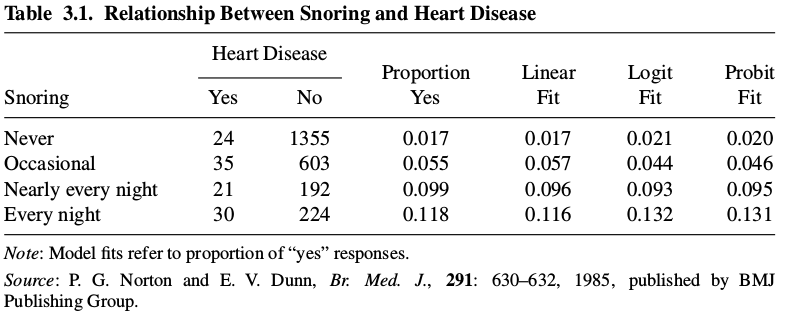 Table 3.1. Relationship Between Snoring and Heart Disease
Heart Disease
Proportion Linear Logit Probit
Snoring Yes No Yes Fit Fit Fit
Never 24 1355 0.017 0.017 0.021 0.020
Occasional 35 603 0.055 0.057 0.044 0.046
Nearly every night 21 192 0.099 0.096 0.093 0.095
Every night 30 224 0.118 0.116 0.132 0.131
Note: Model fits refer to proportion of “yes” responses.
Source: P. G. Norton and E. V. Dunn, Br. Med. J., 291: 630–632, 1985, published by BMJ
Publishing Group.